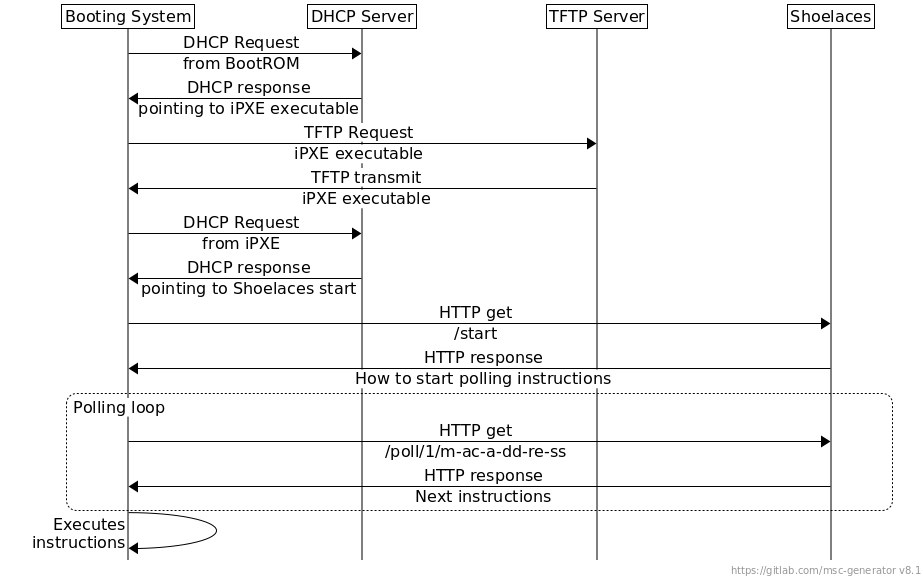 Booting System DHCP Server TFTP Server Shoelaces
DHCP Request
from BootROM
DHCP response
pointing to iPXE executable
TFTP Request
iPXE executable
TFTP transmit
iPXE executable
DHCP Request
from iPXE
DHCP response
pointing to Shoelaces start
HTTP get
/start
HTTP response
How to start polling instructions
Polling loop
HTTP get
/poll/1/m-ac-a-dd-re-ss
HTTP response
Next instructions
Executes
instructions
https://gitlab.com/msc-generator v8.1